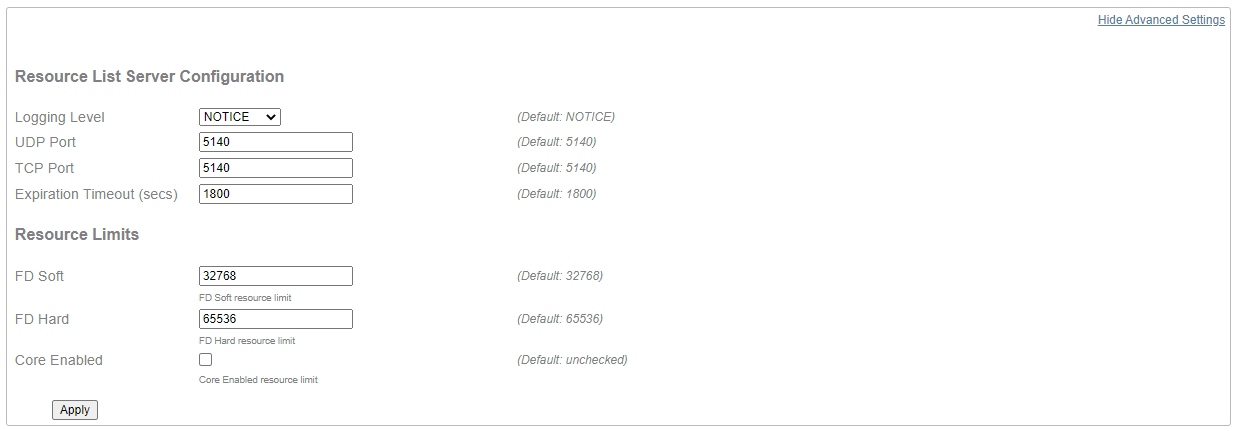 Hide Advanced Settings
Resource List Server Configuration
Logging Level NOTICE (Default: NOTICE)
UDP Port 5140 (Default: 5140)
TCP Port 5140 (Default: 5140)
Expiration Timeout (secs) 1800 (Default: 1800)
Resource Limits
FD Soft 32768 (Default: 32768)
FD Soft resource limit
FD Hard 65536 (Default: 65536)
FD Hard resource limit
Core Enabled (Default: unchecked)
Core Enabled resource limit
Apply